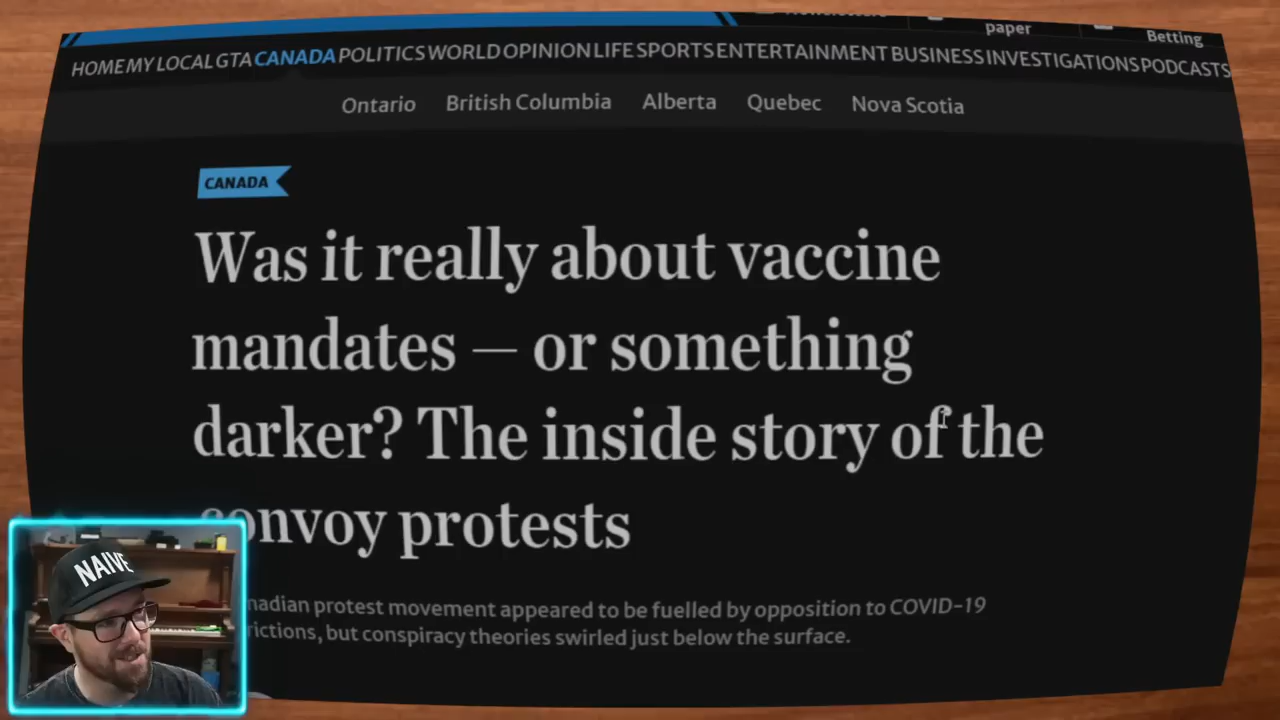 paper
Betting
HOME MY LOCAL GTA CANADA POLITICS WORLD OPINION LIFE SPORTS ENTERTAINMENT BUSINESS INVESTIGATIONS PODCASTS
Ontario British Columbia Alberta Quebec Nova Scotia
CANADA
Was it really about vaccine
mandates — or something
darker? The inside story of the
convoy protests
protest movement appeared to be fuelled by opposition to COVID-19
but conspiracy theories swirled just below the surface.
NAIVE